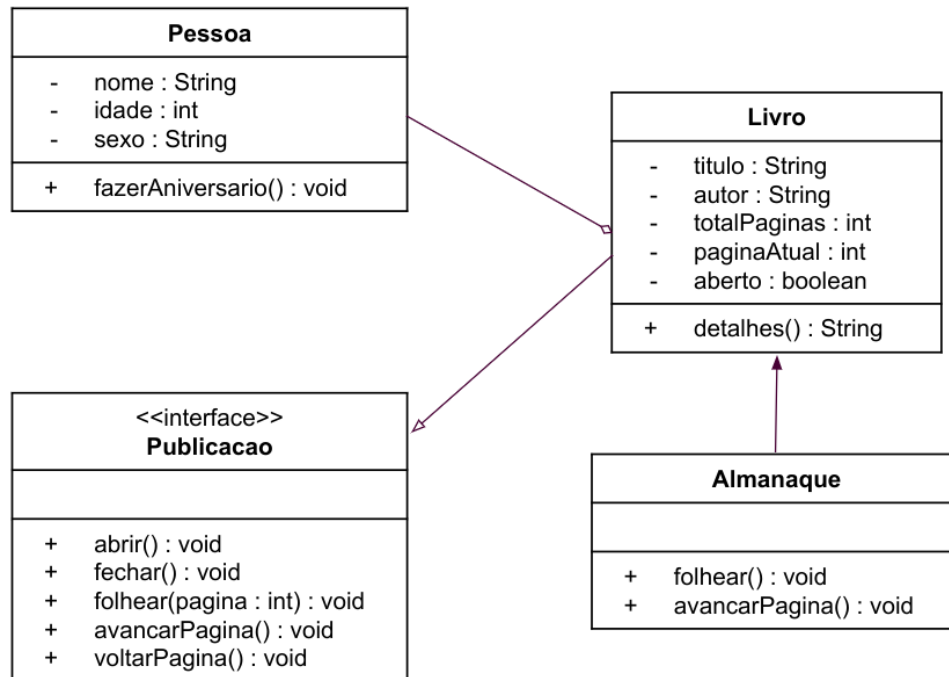 Pessoa
- nome : String
- idade : int
- sexo : String
+ fazerAniversario() : void
Livro
- titulo : String
- autor : String
- totalPaginas : int
- paginaAtual : int
- aberto : boolean
+ detalhes() : String
<<interface>>
Publicacao
+ abrir() : void
+ fechar() : void
+ folhear(pagina : int) : void
+ avancarPagina() : void
+ voltarPagina() : void
Almanaque
+ folhear() : void
+ avancarPagina() : void